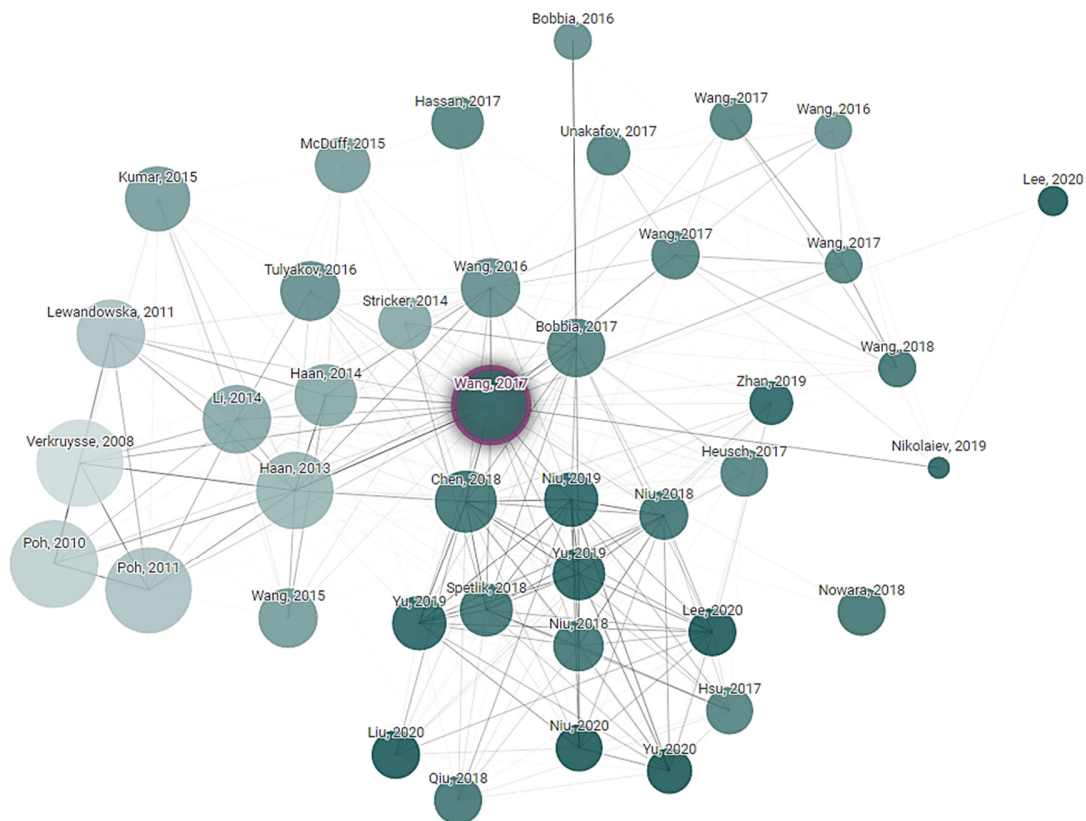 Bobbia, 2016
Hassan, 2017
Wang, 2017
Wang, 2016
McDuff, 2015
Unakafov, 2017
Kumar, 2015
Lee, 2020
Wang, 2017
Wang, 2017
Tulyakov, 2016
Wang, 2016
Stricker, 2014
Lewandowska, 2011
Bobbia, 2017
Wang, 2018
Haan, 2014
Wang, 2017
Zhan, 2019
Li, 2014
Verkruysse, 2008
Nikolaiev, 2019
Heusch, 2017
Haan, 2013
Chen, 2018
Niu, 2019
Niu, 2018
Poh, 2010
Yu, 2019
Poh, 2011
Spetlik, 2018
Nowara, 2018
Wang, 2015
Yu, 2019
Lee, 2020
Niu, 2018
Hsu, 2017
Liu, 2020
Niu, 2020
Yu, 2020
Qiu, 2018